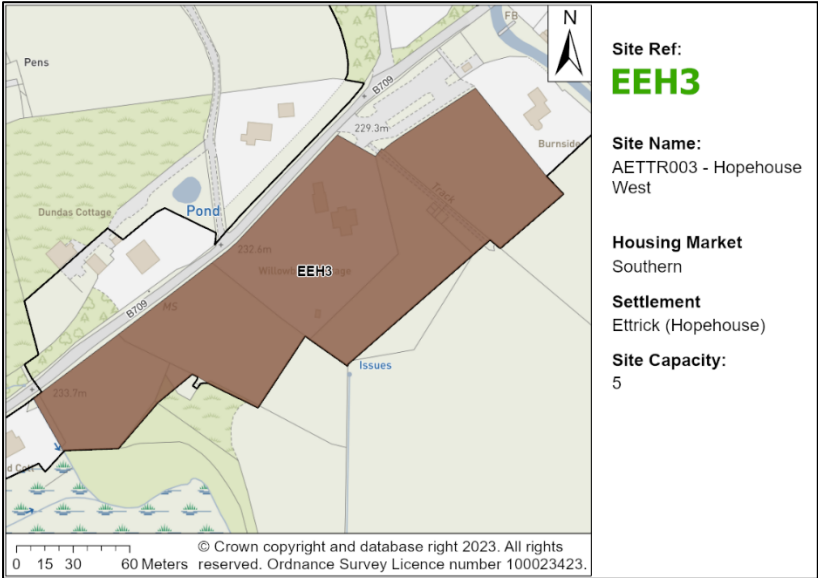 FB
N
Pens
B709
229.3m
Burnside
Track
Dundas Cottage
Pond
232.6m
EEH3
MS
B709
Issues
233.7m
0 15 30 60 Meters
© Crown copyright and database right 2023. All rights
reserved. Ordnance Survey Licence number 100023423.
Site Ref:
EEH3
Site Name:
AETTR003 - Hopehouse
West
Housing Market
Southern
Settlement
Ettrick (Hopehouse)
Site Capacity:
5